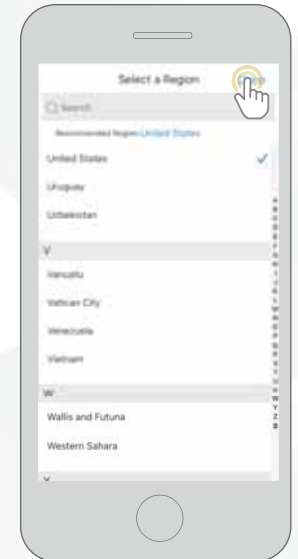 Select a Region
Search
Recommended Region: United States
United States
Uruguay
Uzbekistan
V
Vanuatu
Vatican City
Venezuela
Vietnam
W
Wallis and Futuna
Western Sahara